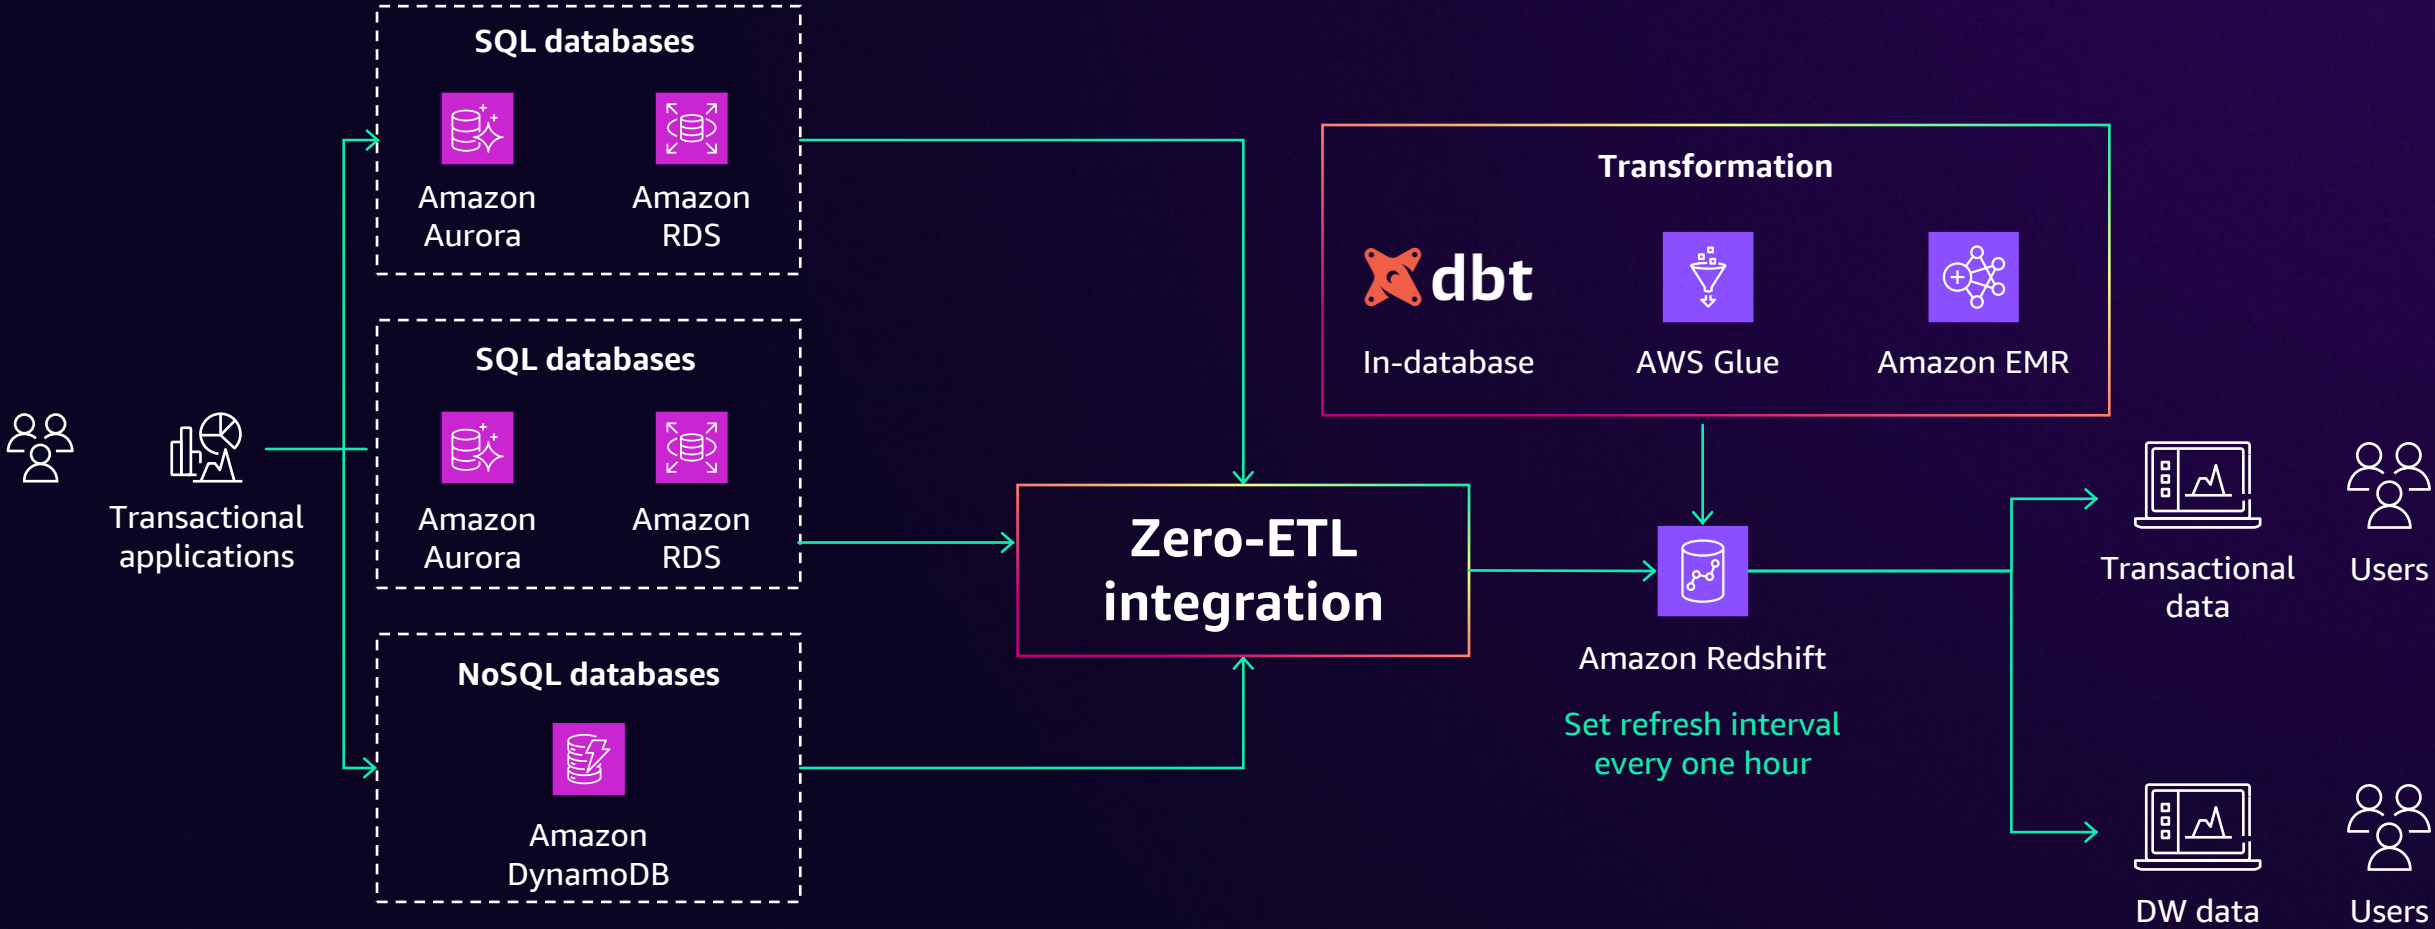 SQL databases
Amazon
Aurora
Amazon
RDS
SQL databases
Amazon
Aurora
Amazon
RDS
NoSQL databases
Amazon
DynamoDB
Transactional
applications
Zero-ETL
integration
Transformation
dbt
In-database
AWS Glue
Amazon EMR
Amazon Redshift
Set refresh interval
every one hour
Transactional
data
Users
DW data
Users